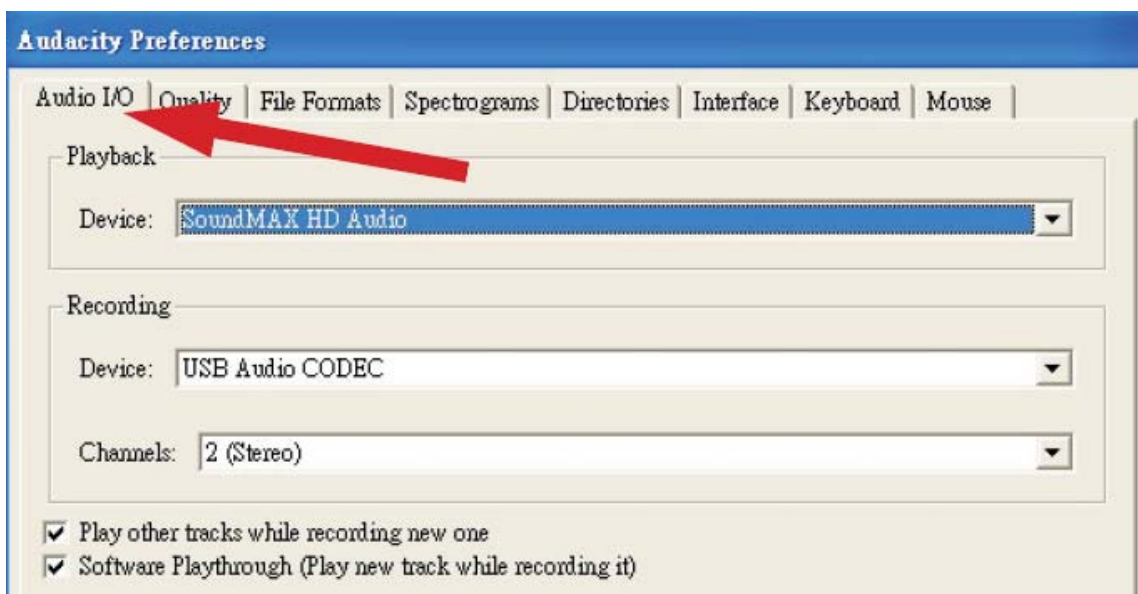 Audacity Preferences
Audio I/O Quality File Formats Spectrograms Directories Interface Keyboard Mouse
Playback
Device: SoundMAX HD Audio
Recording
Device: USB Audio CODEC
Channels: 2 (Stereo)
Play other tracks while recording new one
Software Playthrough (Play new track while recording it)